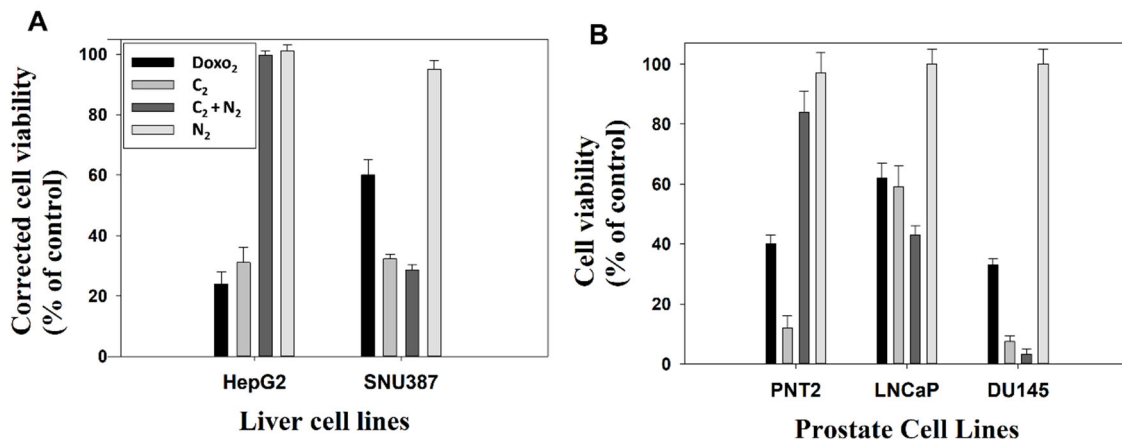 A
Corrected cell viability
(% of control)
100
80
60
40
20
0
Doxo₂
C₂
C₂ + N₂
N₂
HepG2
SNU387
Liver cell lines
B
Cell viability
(% of control)
100
80
60
40
20
0
PNT2
LNCaP
DU145
Prostate Cell Lines